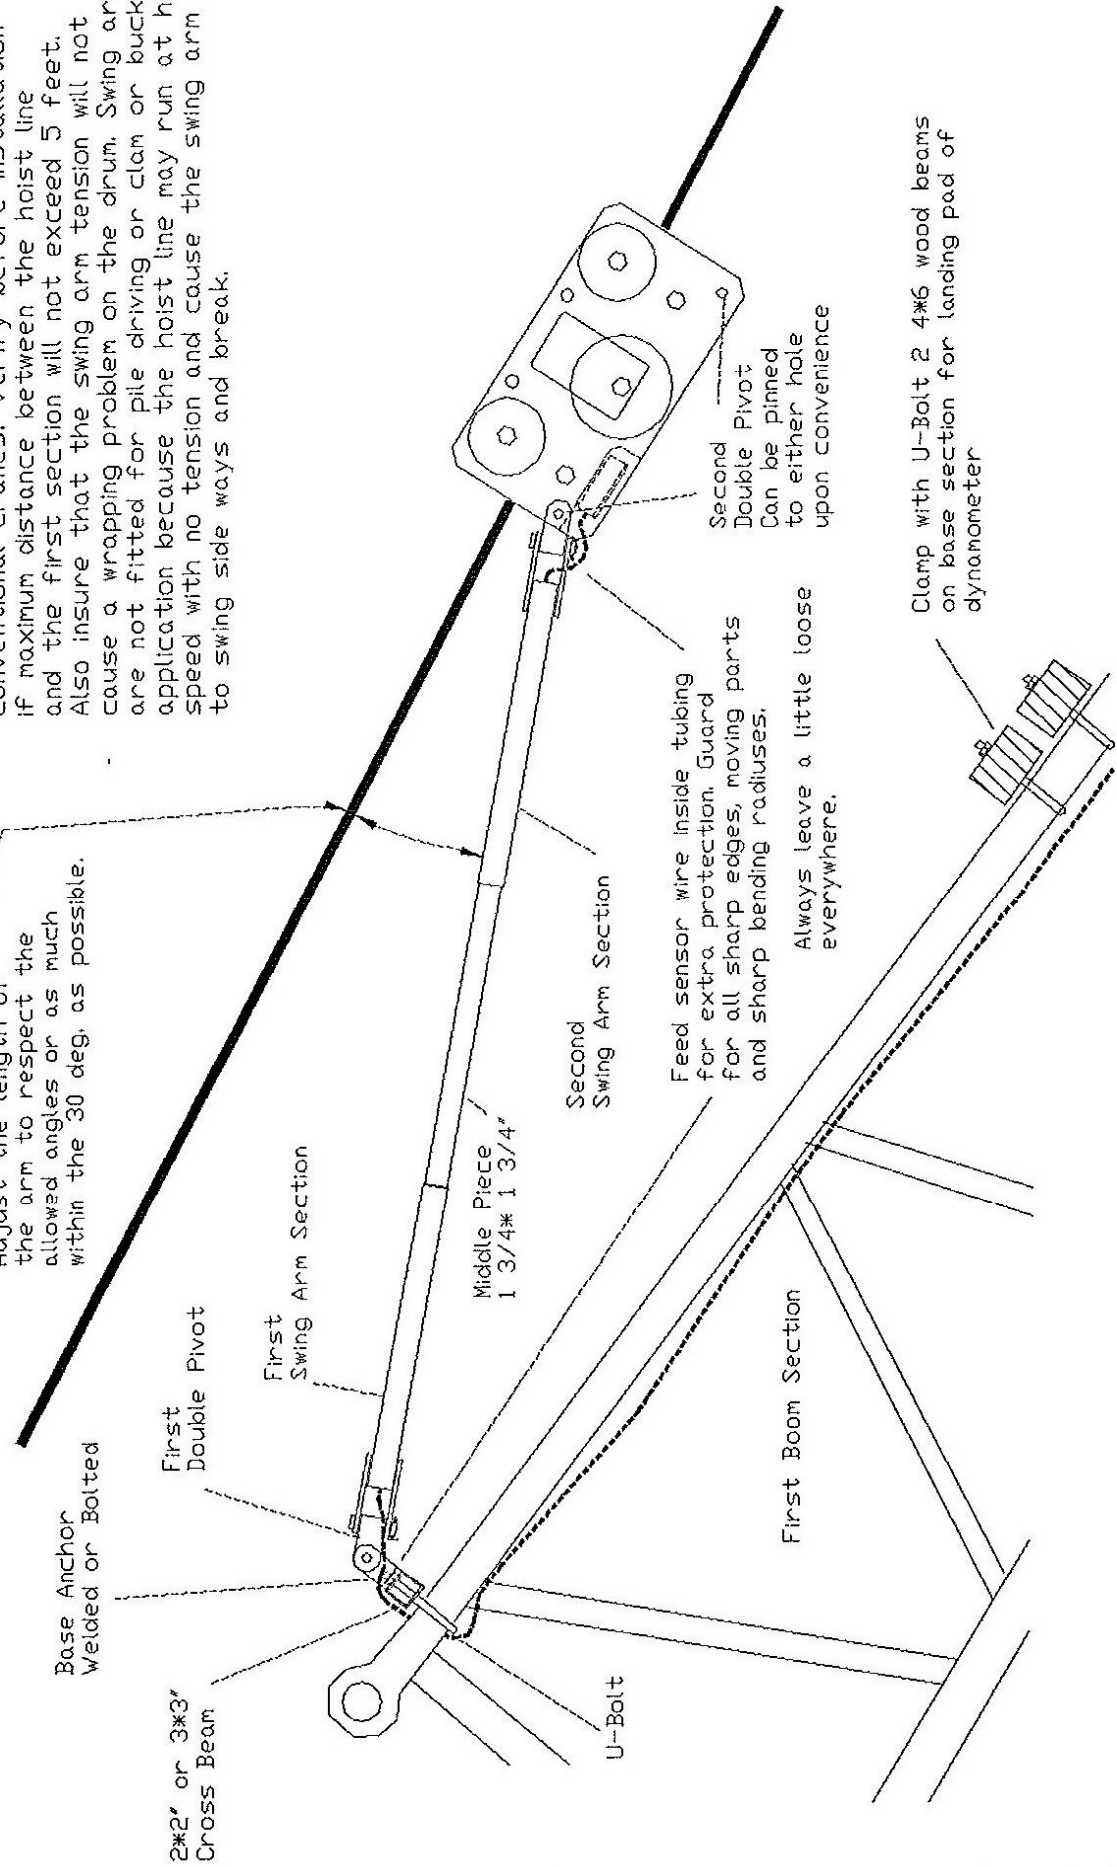 if maximum distance between the hoist line
and the first section will not exceed 5 feet.
Also insure that the swing arm tension will not
cause a wrapping problem on the drum. Swing
are not fitted for pile driving or clam or
application because the hoist line may run at
speed with no tension and cause the swing arm
to swing side ways and break.
the arm to respect the
allowed angles or as much
within the 30 deg. as possible.
Base Anchor
Welded or Bolted
2*2" or 3*3"
Cross Beam
First
Double Pivot
First
Swing Arm Section
Middle Piece
1 3/4* 1 3/4"
Second
Swing Arm Section
Second
Double Pivot
Can be pinned
to either hole
upon convenience
Feed sensor wire inside tubing
for extra protection. Guard
for all sharp edges, moving parts
and sharp bending radiuses.
Always leave a little loose
everywhere.
Clamp with U-Bolt 2 4*6 wood beams
on base section for landing pad of
dynamometer
U-Bolt
First Boom Section